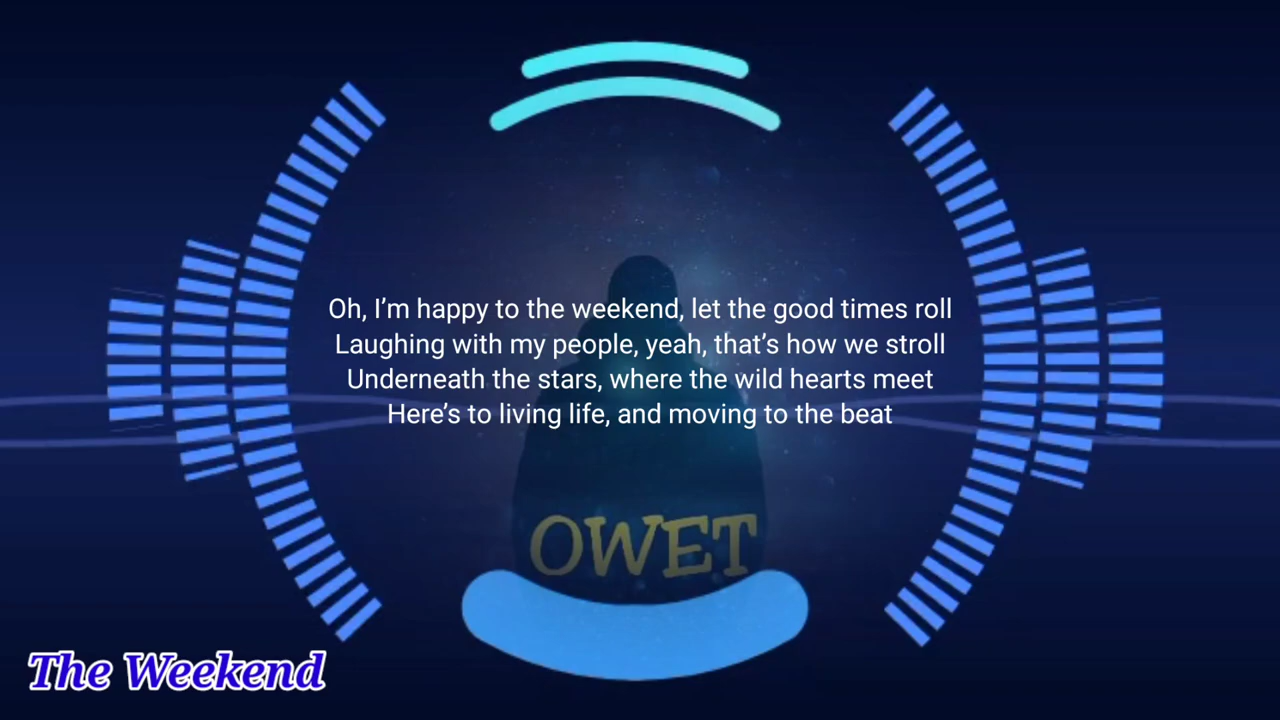 Oh, I’m happy to the weekend, let the good times roll
Laughing with my people, yeah, that’s how we stroll
Underneath the stars, where the wild hearts meet
Here’s to living life, and moving to the beat
OWET
The Weekend